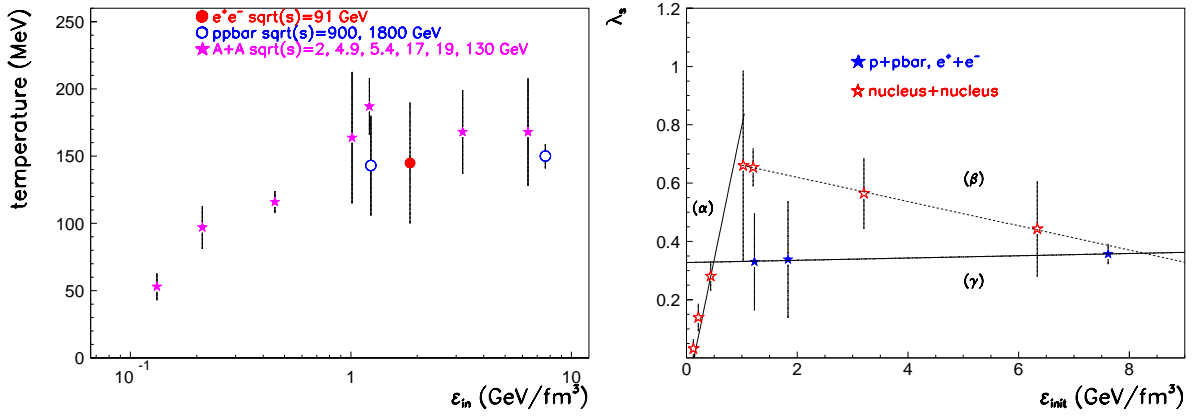 e+e- sqrt(s)=91 GeV
ppbar sqrt(s)=900, 1800 GeV
A+A sqrt(s)=2, 4.9, 5.4, 17, 19, 130 GeV
temperature (MeV)
250
200
150
100
50
0
10⁻¹
1
10
ε_in (GeV/fm³)
λ_s
p+pbar, e⁺+e⁻
nucleus+nucleus
1.2
1
0.8
0.6
0.4
0.2
(α)
(β)
(γ)
0
2
4
6
8
ε_init (GeV/fm³)